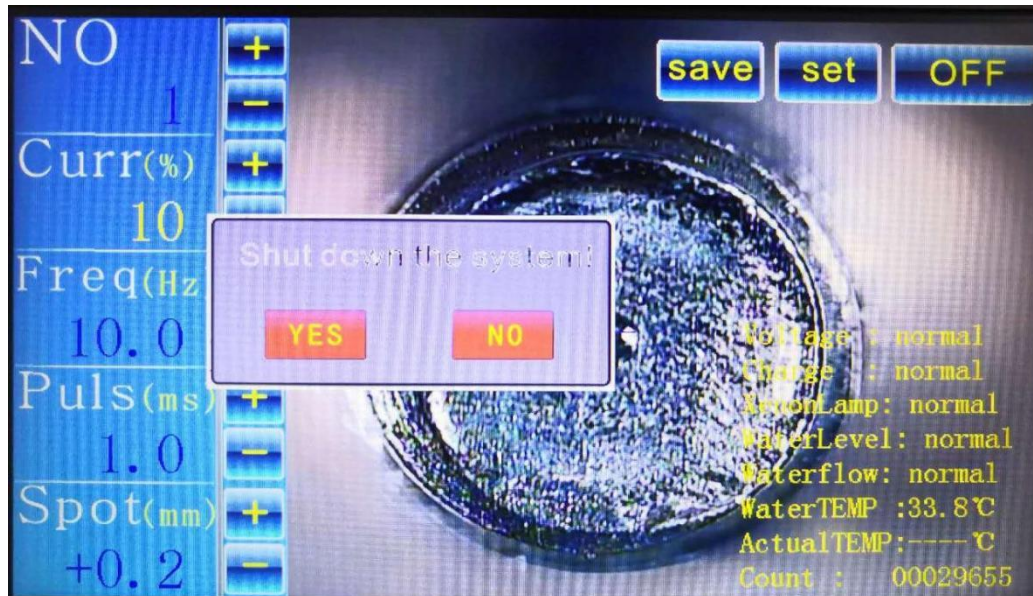 NO
1
Curr(%)
10
Freq(Hz
10.0
Puls(ms)
1.0
Spot(mm)
+0.2
save set OFF
Shut down the system!
YES NO
Voltage : normal
Charge : normal
XenonLamp: normal
WaterLevel: normal
Waterflow: normal
WaterTEMP :33.8℃
ActualTEMP:----℃
Count : 00029655